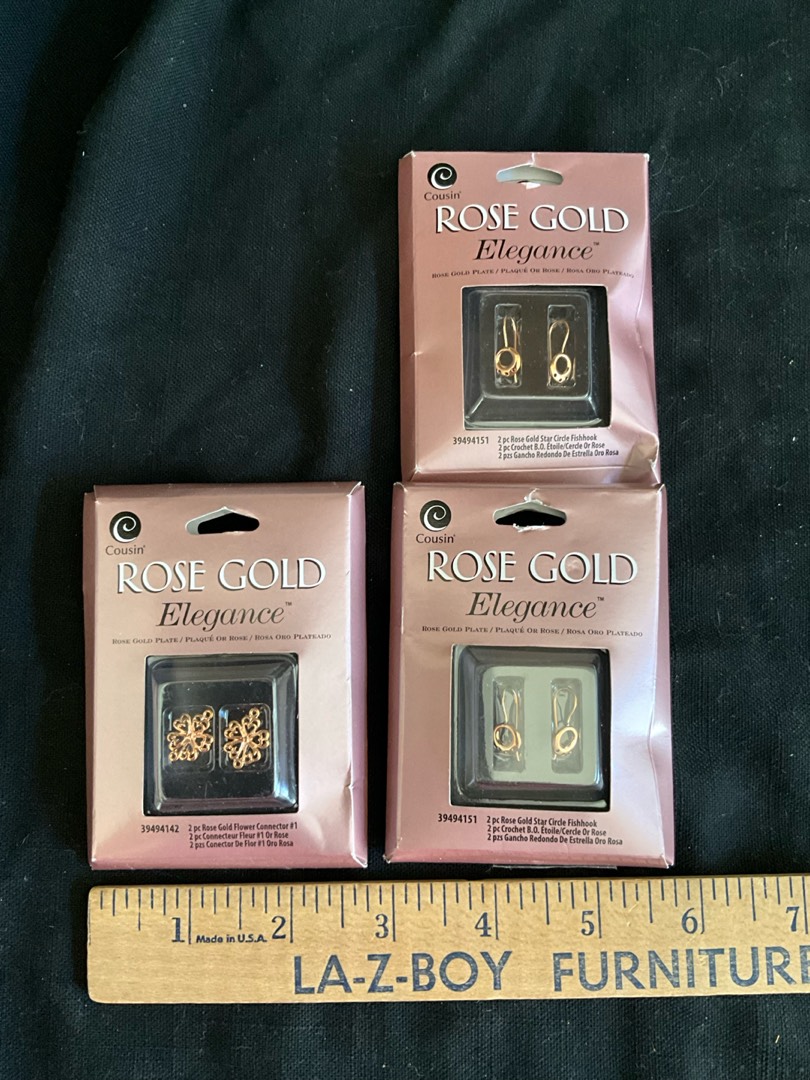 Cousin®
ROSE GOLD
Elegance™
ROSE GOLD PLATE / PLAQUÉ OR ROSE / ROSA ORO PLATEADO
39494151 2 pc Rose Gold Star Circle Fishhook
2 pc Crochet B.O. Étoile/Cercle Or Rose
2 pzs Gancho Redondo De Estrella Oro Rosa
Cousin®
ROSE GOLD
Elegance™
ROSE GOLD PLATE / PLAQUÉ OR ROSE / ROSA ORO PLATEADO
39494142 2 pc Rose Gold Flower Connector #1
2 pc Connecteur Fleur #1 Or Rose
2 pzs Conector De Flor #1 Oro Rosa
Cousin®
ROSE GOLD
Elegance™
ROSE GOLD PLATE / PLAQUÉ OR ROSE / ROSA ORO PLATEADO
39494151 2 pc Rose Gold Star Circle Fishhook
2 pc Crochet B.O. Étoile/Cercle Or Rose
2 pzs Gancho Redondo De Estrella Oro Rosa
1 Made in U.S.A. 2 3 4 5 6 7
LA-Z-BOY FURNITURE